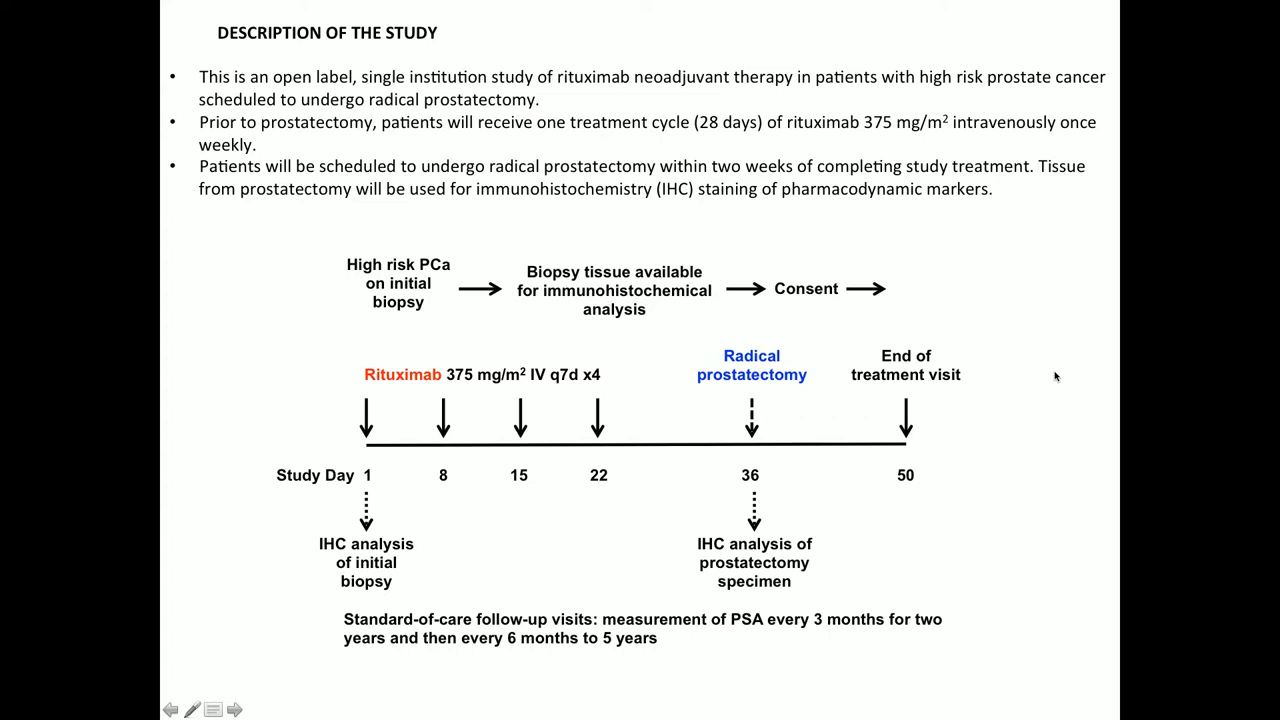 DESCRIPTION OF THE STUDY
• This is an open label, single institution study of rituximab neoadjuvant therapy in patients with high risk prostate cancer
scheduled to undergo radical prostatectomy.
• Prior to prostatectomy, patients will receive one treatment cycle (28 days) of rituximab 375 mg/m² intravenously once
weekly.
• Patients will be scheduled to undergo radical prostatectomy within two weeks of completing study treatment. Tissue
from prostatectomy will be used for immunohistochemistry (IHC) staining of pharmacodynamic markers.
High risk PCa
on initial
biopsy
Biopsy tissue available
for immunohistochemical
analysis
Consent
Rituximab 375 mg/m² IV q7d x4
Radical
prostatectomy
End of
treatment visit
Study Day 1 8 15 22 36 50
IHC analysis
of initial
biopsy
IHC analysis of
prostatectomy
specimen
Standard-of-care follow-up visits: measurement of PSA every 3 months for two
years and then every 6 months to 5 years